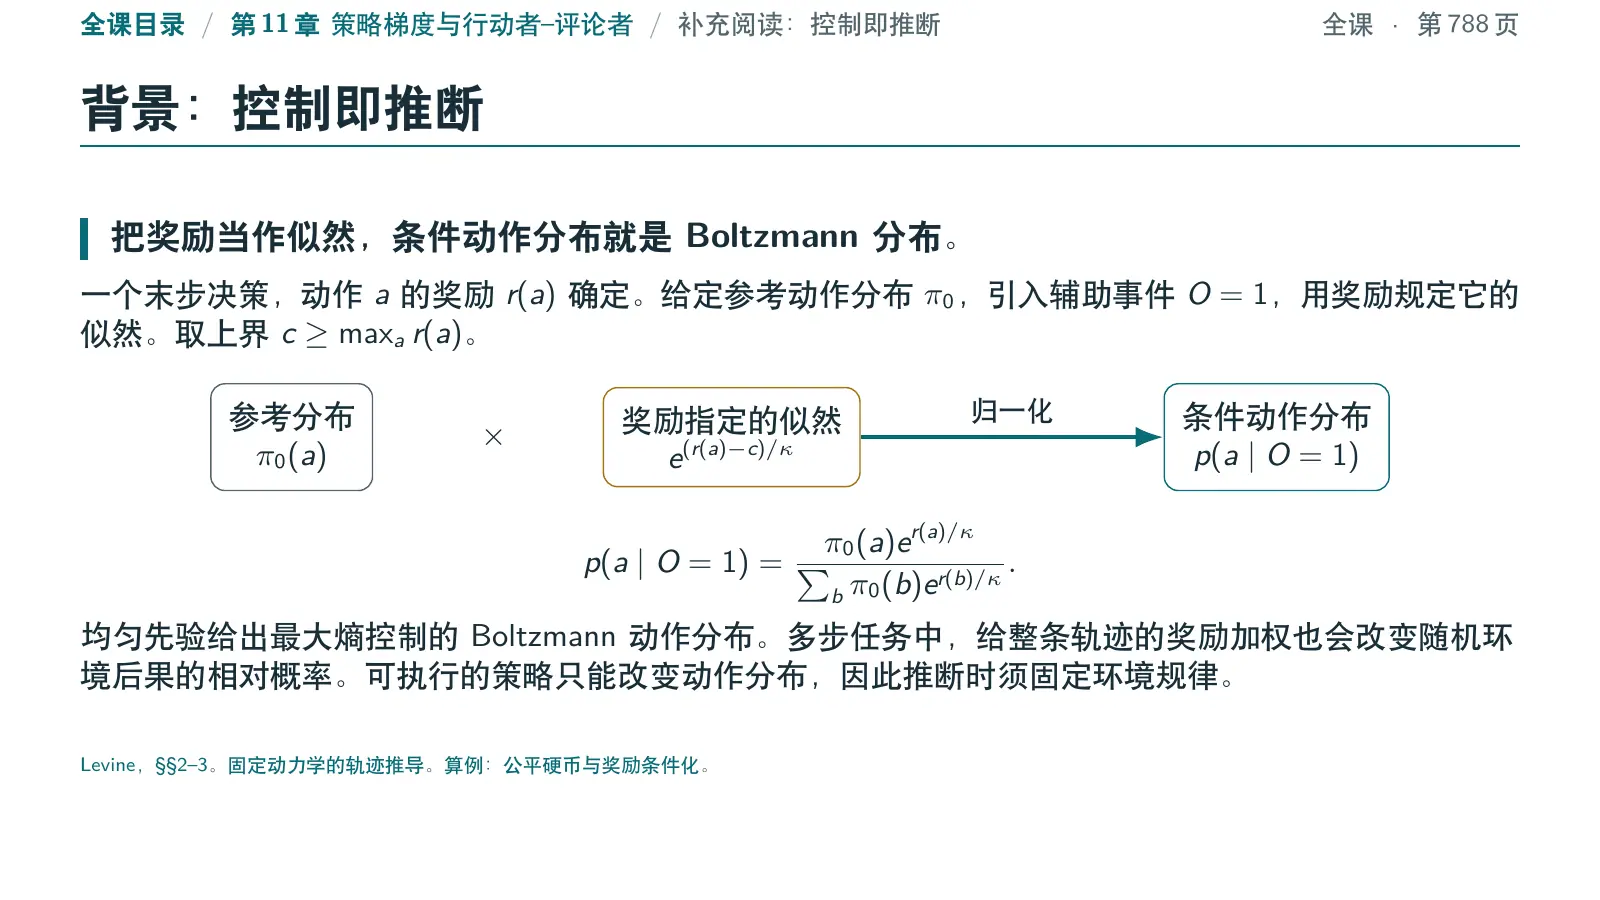 全课目录 / 第 11 章 策略梯度与行动者–评论者 / 补充阅读：控制即推断
全课 · 第 788 页
背景：控制即推断
把奖励当作似然，条件动作分布就是 Boltzmann 分布。
一个末步决策，动作 a 的奖励 r(a) 确定。给定参考动作分布 π₀，引入辅助事件 O = 1，用奖励规定它的
似然。取上界 c ≥ maxₐ r(a)。
参考分布
π₀(a)
×
奖励指定的似然
e^{(r(a)−c)/κ}
归一化
条件动作分布
p(a | O = 1)
p(a | O = 1) = \frac{π₀(a)e^{r(a)/κ}}{∑_b π₀(b)e^{r(b)/κ}}.
均匀先验给出最大熵控制的 Boltzmann 动作分布。多步任务中，给整条轨迹的奖励加权也会改变随机环
境后果的相对概率。可执行的策略只能改变动作分布，因此推断时须固定环境规律。
Levine，§§2–3。固定动力学的轨迹推导。算例：公平硬币与奖励条件化。